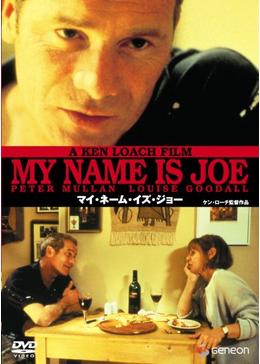 A KEN LOACH FILM
MY NAME IS JOE
PETER MULLAN LOUISE GOODALL
マイ・ネーム・イズ・ジョー
ケン・ローチ監督作品
DVD
VIDEO
GENEON